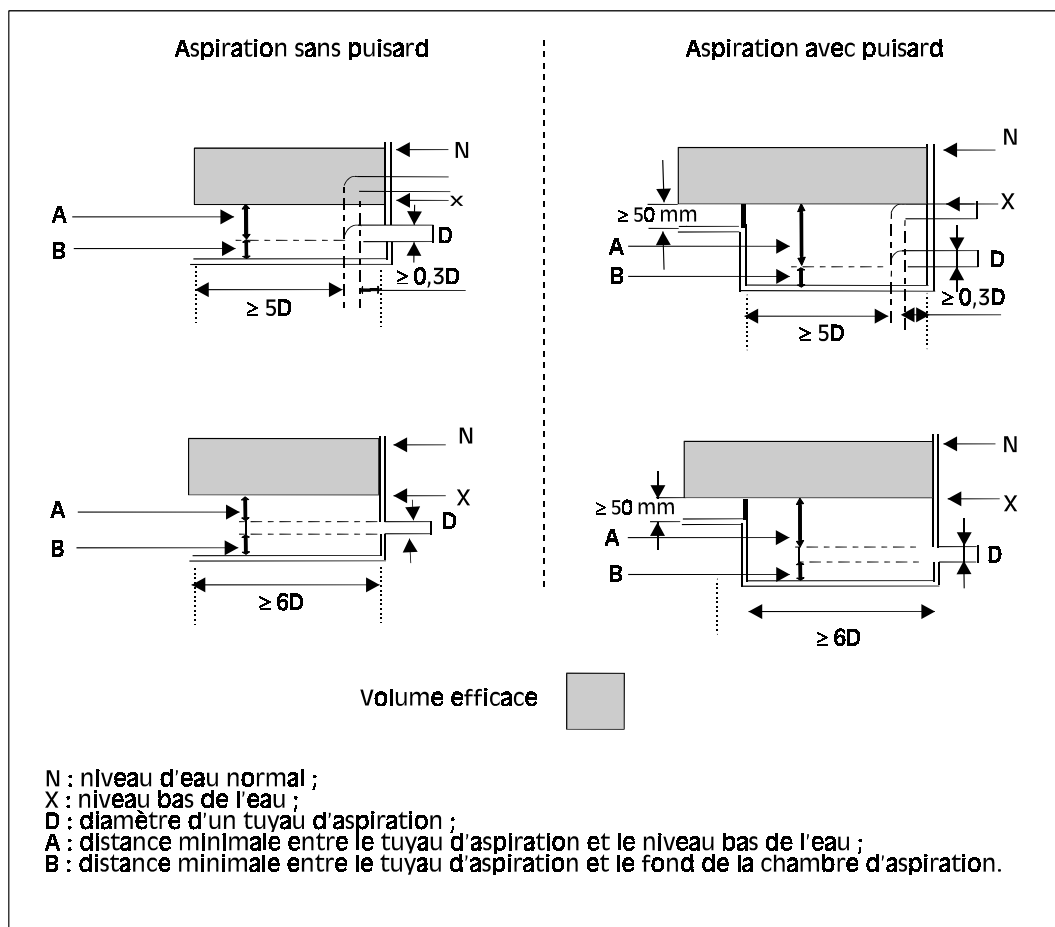 Aspiration sans puisard
Aspiration avec puisard
N
x
A
B
D
≥ 0,3D
≥ 5D
N
X
≥ 50 mm
A
B
D
≥0,3D
≥ 5D
N
X
A
B
D
≥ 6D
N
X
≥ 50 mm
A
B
D
≥ 6D
Volume efficace
N : niveau d'eau normal ;
X : niveau bas de l'eau ;
D : diamètre d'un tuyau d'aspiration ;
A : distance minimale entre le tuyau d'aspiration et le niveau bas de l'eau ;
B : distance minimale entre le tuyau d'aspiration et le fond de la chambre d'aspiration.